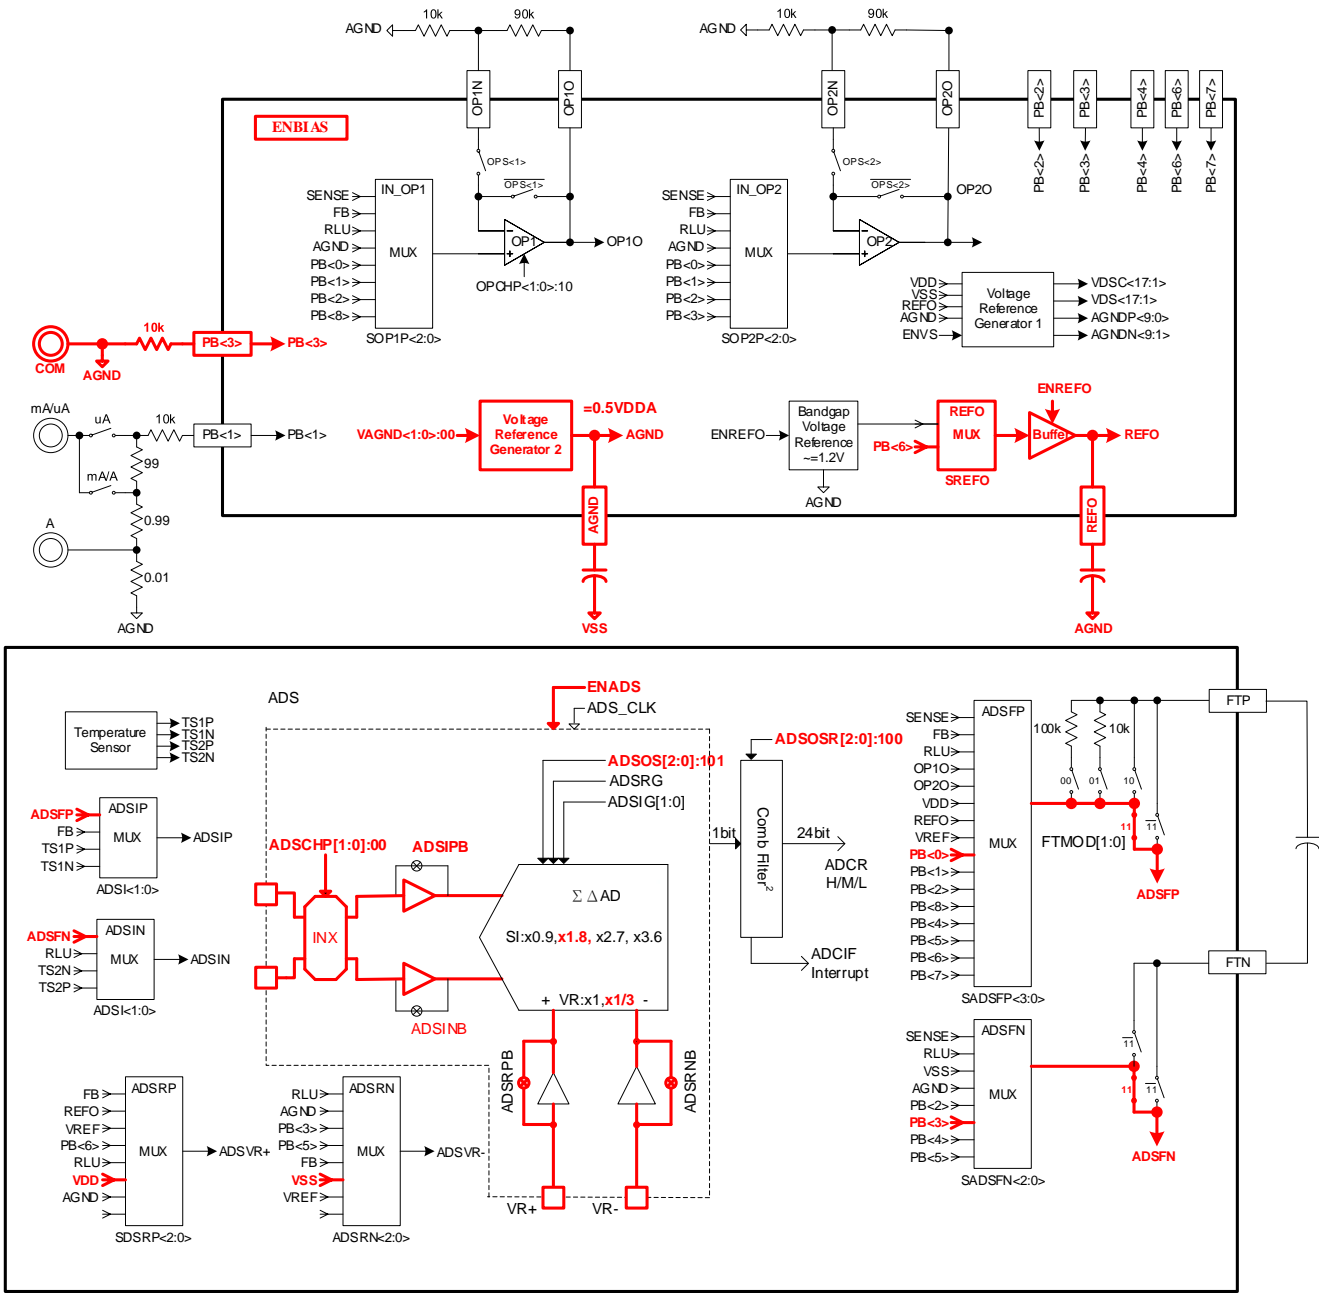 10k
90k
AGND
10k
90k
AGND
OP1N
OP1O
OP2N
OP2O
PB<2>
PB<3>
PB<4>
PB<6>
PB<7>
ENBIAS
OPS<1>
OPS<1>
OPS<2>
OPS<2>
PB<2>
PB<3>
PB<4>
PB<6>
PB<7>
IN_OP1
SENSE
FB
RLU
AGND
PB<0>
PB<1>
PB<2>
PB<8>
MUX
SOP1P<2:0>
OP1
OP1O
OPCHP<1:0>:10
IN_OP2
SENSE
FB
RLU
AGND
PB<0>
PB<1>
PB<2>
PB<3>
MUX
SOP2P<2:0>
OP2
OP2O
VDD
VSS
REFO
AGND
ENVS
Voltage
Reference
Generator 1
VDSC<17:1>
VDS<17:1>
AGNDP<9:0>
AGNDN<9:1>
COM
AGND
10k
PB<3>
PB<3>
mA/uA
uA
10k
PB<1>
PB<1>
99
mA/A
0.99
A
0.01
AGND
VAGND<1:0>:00
Voltage
Reference
Generator 2
=0.5VDDA
AGND
AGND
VSS
ENREFO
Bandgap
Voltage
Reference
~=1.2V
AGND
PB<6>
REFO
MUX
SREFO
ENREFO
Buffer
REFO
REFO
AGND
ADS
ENADS
ADS_CLK
Temperature
Sensor
TS1P
TS1N
TS2P
TS2N
ADSFP
FB
TS1P
TS1N
ADSIP
MUX
ADSI<1:0>
ADSIP
ADSFN
RLU
TS2N
TS2P
ADSIN
MUX
ADSI<1:0>
ADSIN
ADSOS[2:0]:101
ADSRG
ADSIG[1:0]
ADSCHP[1:0]:00
ADSIPB
INX
ADSINB
Σ Δ AD
SI:x0.9,x1.8, x2.7, x3.6
+ VR:x1,x1/3 -
ADSRPB
ADSRNB
VR+
VR-
ADSOSR[2:0]:100
1bit
Comb Filter2
24bit
ADCR
H/M/L
ADCIF
Interrupt
ADSFP
SENSE
FB
RLU
OP1O
OP2O
VDD
REFO
VREF
PB<0>
PB<1>
PB<2>
PB<8>
PB<4>
PB<5>
PB<6>
PB<7>
MUX
SADSFP<3:0>
100k
10k
00
01
10
11
11
FTMOD[1:0]
ADSFP
FTP
FTN
ADSFN
SENSE
RLU
VSS
AGND
PB<2>
PB<3>
PB<4>
PB<5>
MUX
SADSFN<2:0>
11
11
11
ADSFN
ADSRP
FB
REFO
VREF
PB<6>
RLU
VDD
AGND
MUX
SDSRP<2:0>
ADSVR+
ADSRN
RLU
AGND
PB<3>
PB<5>
FB
VSS
VREF
MUX
ADSRN<2:0>
ADSVR-